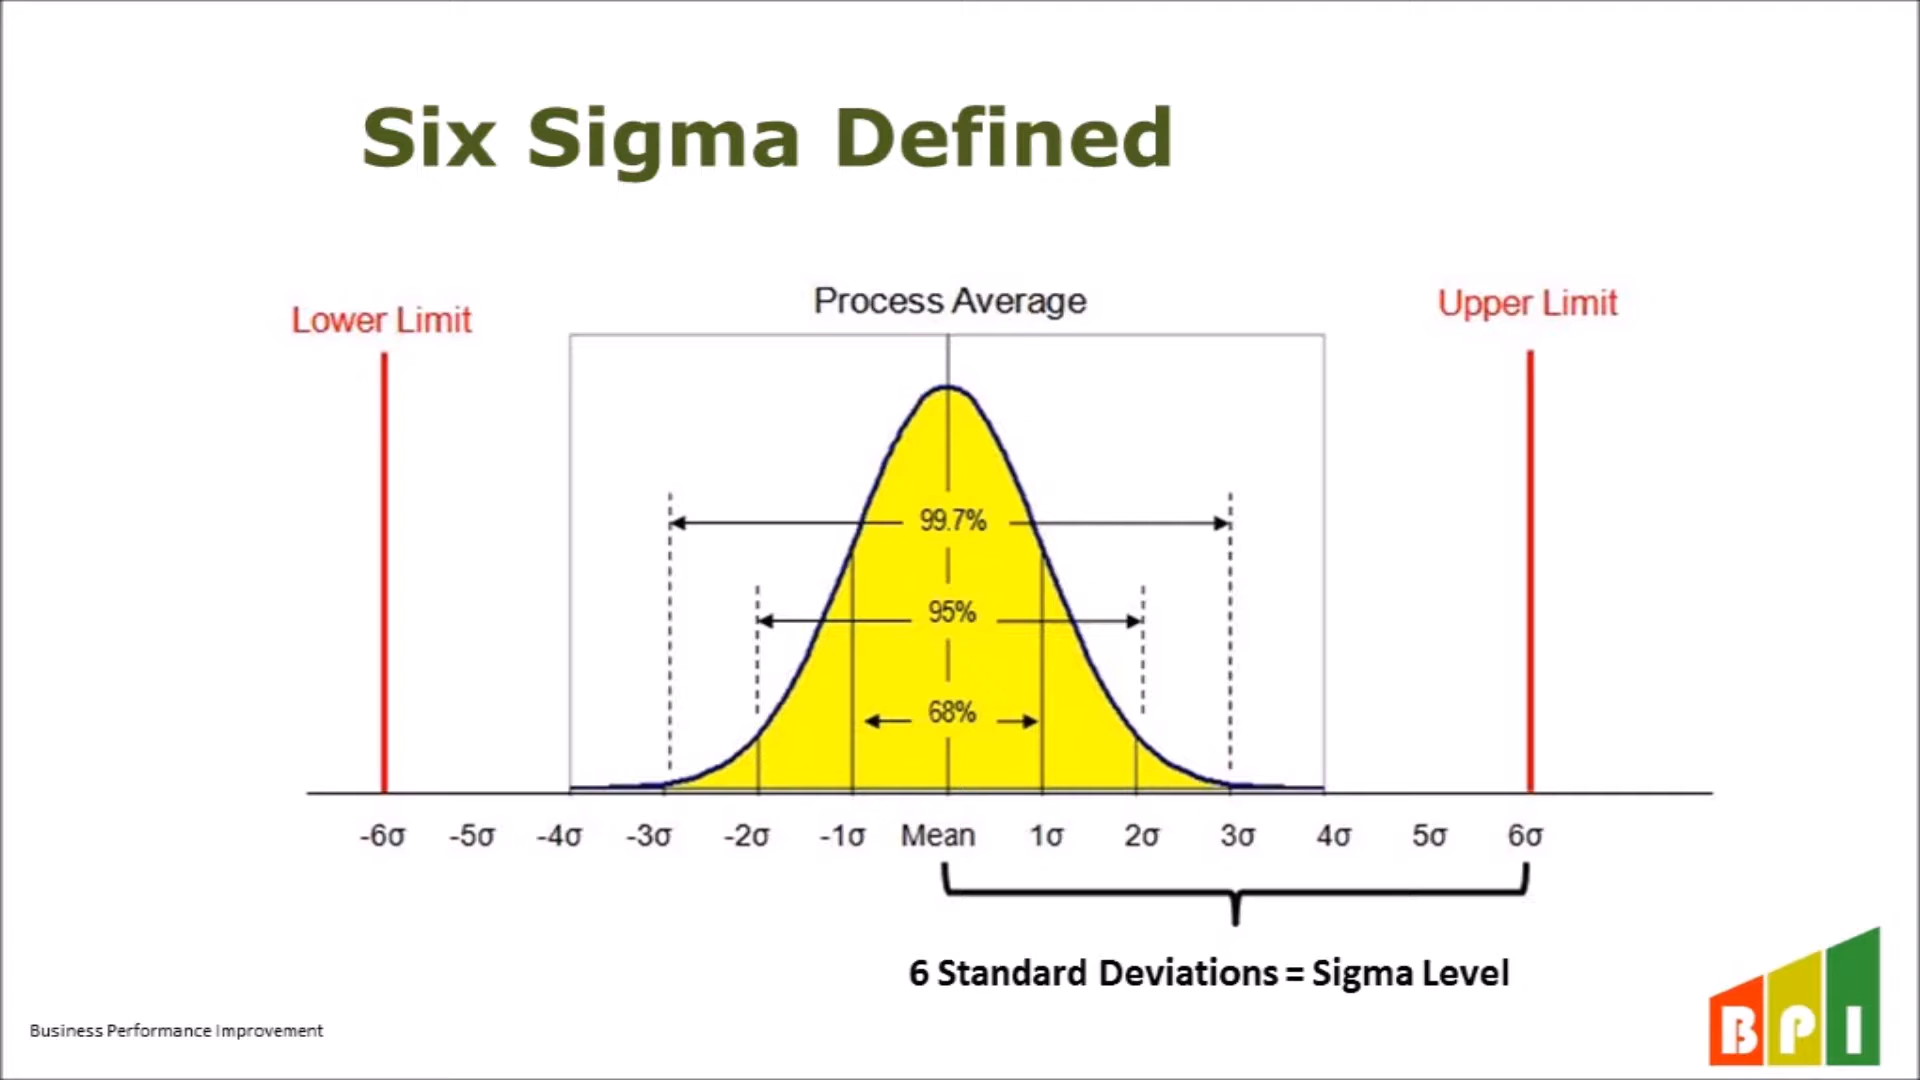 Six Sigma Defined
Process Average
Lower Limit
Upper Limit
99.7%
95%
68%
-6σ -5σ -4σ -3σ -2σ -1σ Mean 1σ 2σ 3σ 4σ 5σ 6σ
6 Standard Deviations = Sigma Level
Business Performance Improvement
BPI